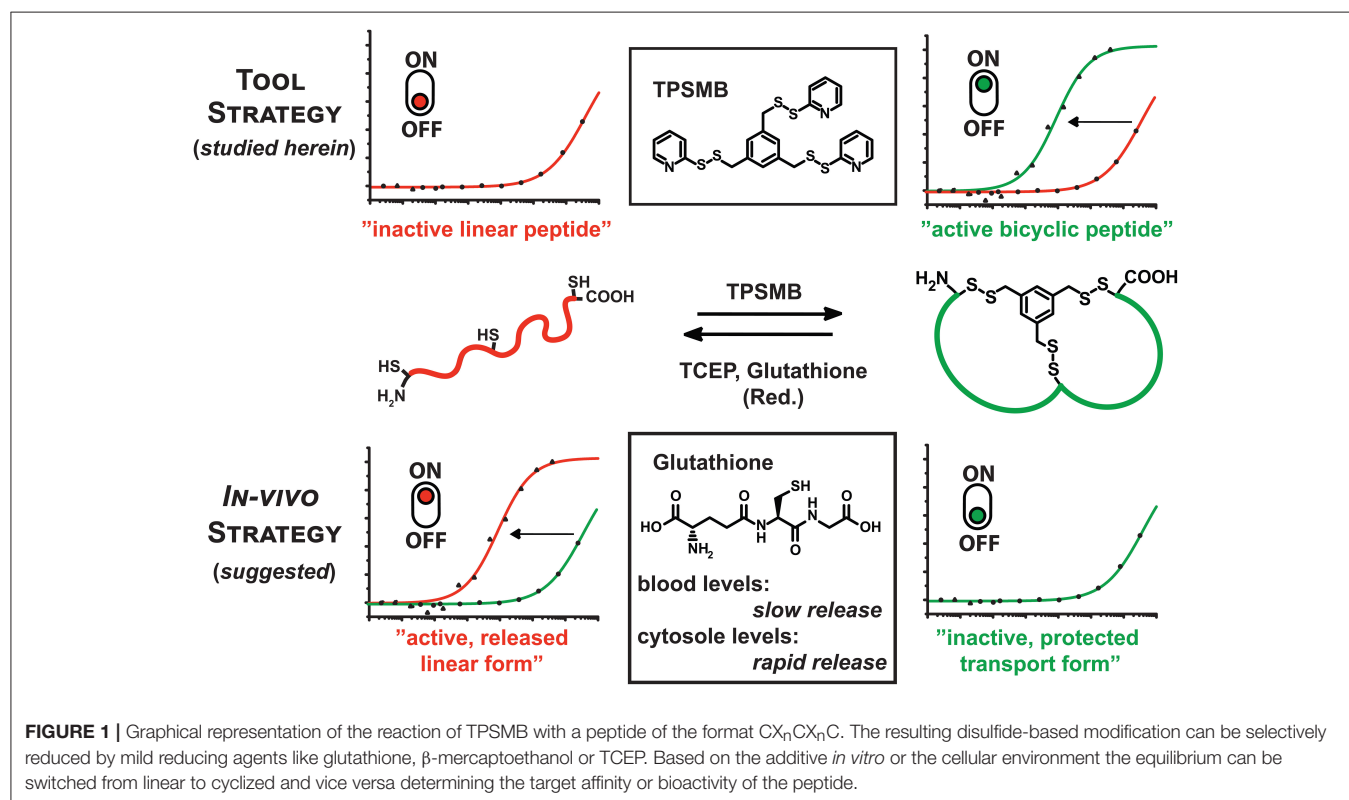 TOOL
STRATEGY
(studied herein)
ON
OFF
"inactive linear peptide"
TPSMB
S
S
N
N
S
S
S
S
N
ON
OFF
"active bicyclic peptide"
SH
COOH
HS
HS
H₂N
TPSMB
TCEP, Glutathione
(Red.)
H₂N
S
S
S
S
COOH
S
S
IN-VIVO
STRATEGY
(suggested)
ON
OFF
"active, released
linear form"
Glutathione
SH
O
O
H
N
O
HO
N
H
OH
NH₂
O
blood levels:
slow release
cytosole levels:
rapid release
ON
OFF
"inactive, protected
transport form"
FIGURE 1 | Graphical representation of the reaction of TPSMB with a peptide of the format CXₙCXₙC. The resulting disulfide-based modification can be selectively
reduced by mild reducing agents like glutathione, β-mercaptoethanol or TCEP. Based on the additive in vitro or the cellular environment the equilibrium can be
switched from linear to cyclized and vice versa determining the target affinity or bioactivity of the peptide.